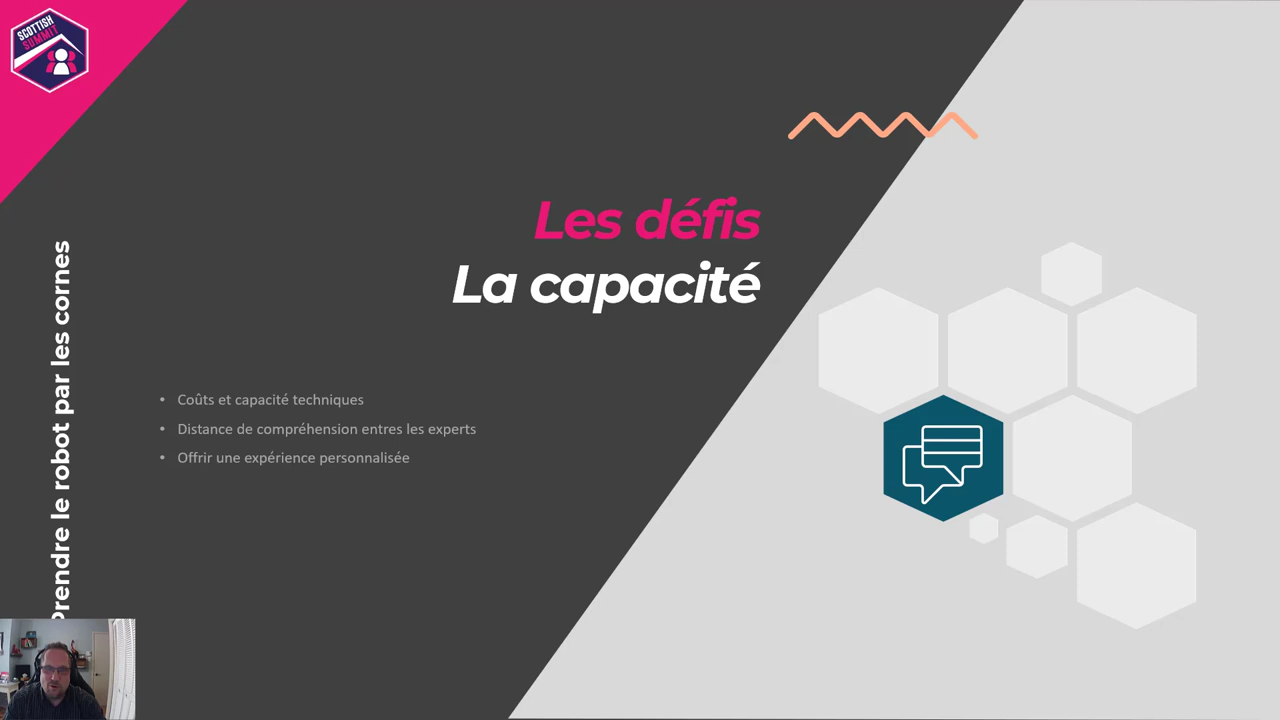 SCOTTISH
SUMMIT
Les défis
La capacité
Prendre le robot par les cornes
• Coûts et capacité techniques
• Distance de compréhension entres les experts
• Offrir une expérience personnalisée